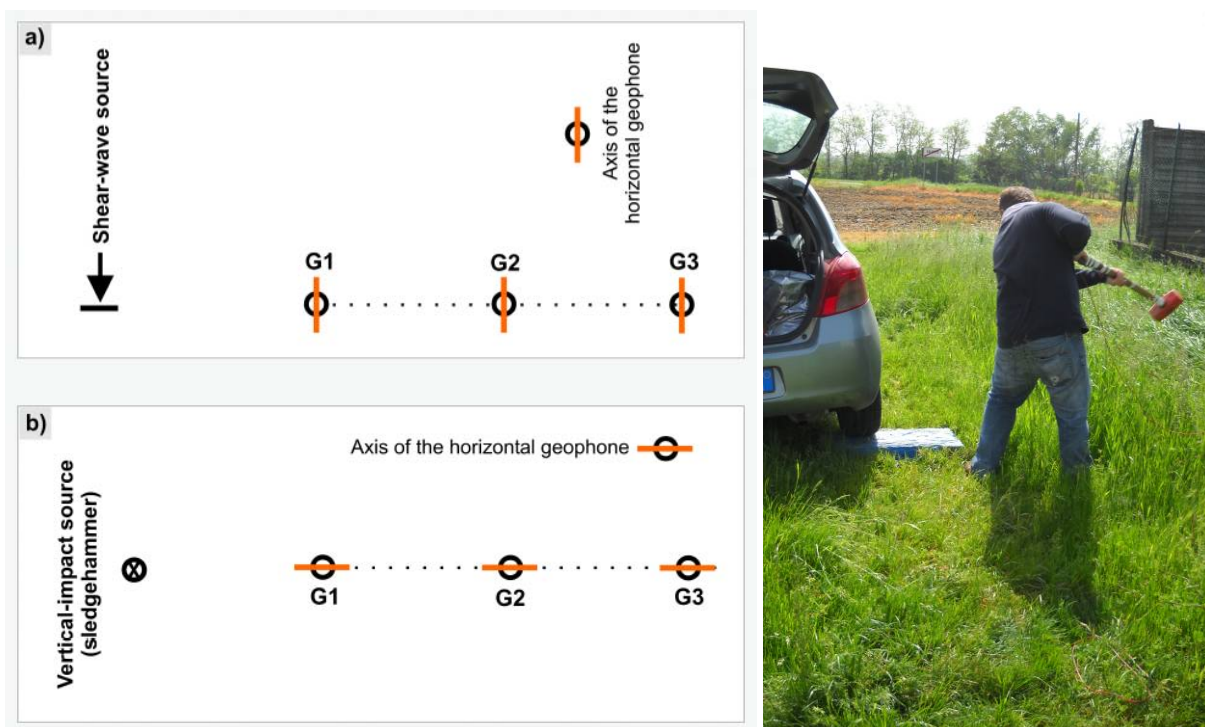 a)
Shear-wave source
Axis of the
horizontal geophone
G1
G2
G3
b)
Axis of the horizontal geophone
Vertical-impact source
(sledgehammer)
G1
G2
G3